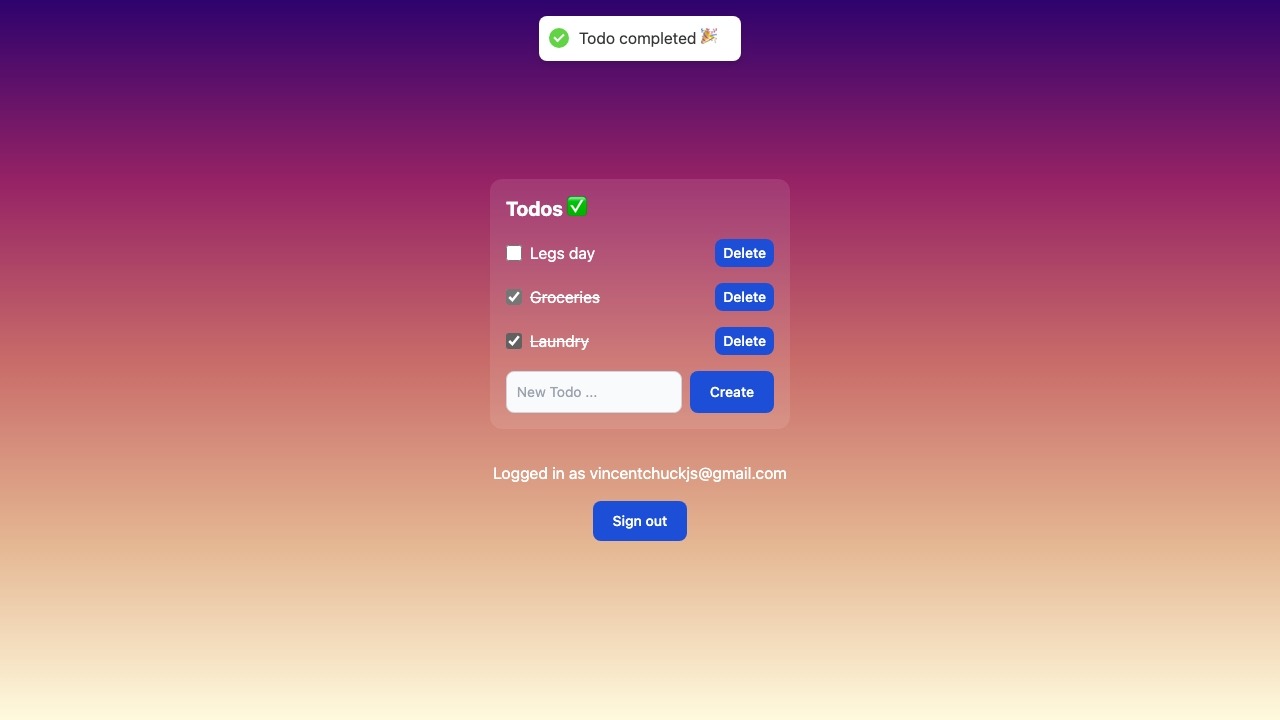 Todo completed 🎉
Todos ✅
Legs day Delete
Groceries Delete
Laundry Delete
New Todo ... Create
Logged in as vincentchuckjs@gmail.com
Sign out